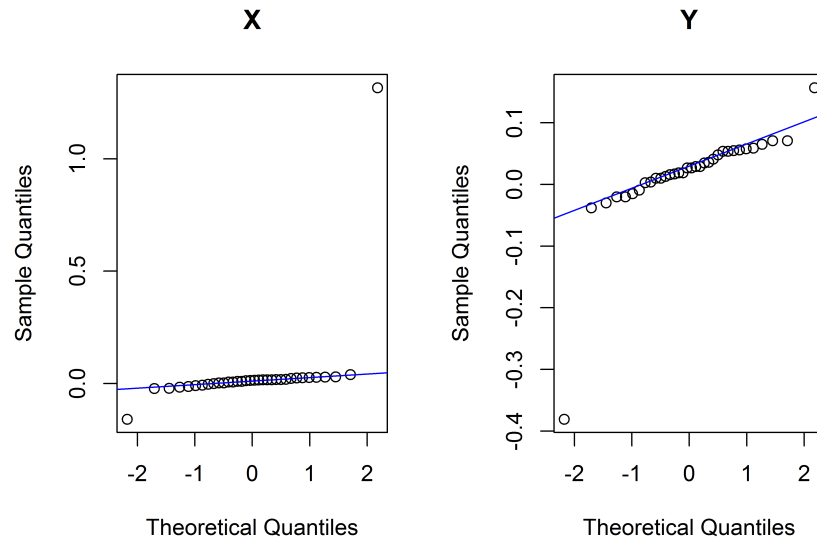 X
Sample Quantiles
1.0
0.5
0.0
-2 -1 0 1 2
Theoretical Quantiles
Y
Sample Quantiles
0.1
0.0
-0.1
-0.2
-0.3
-0.4
-2 -1 0 1 2
Theoretical Quantiles